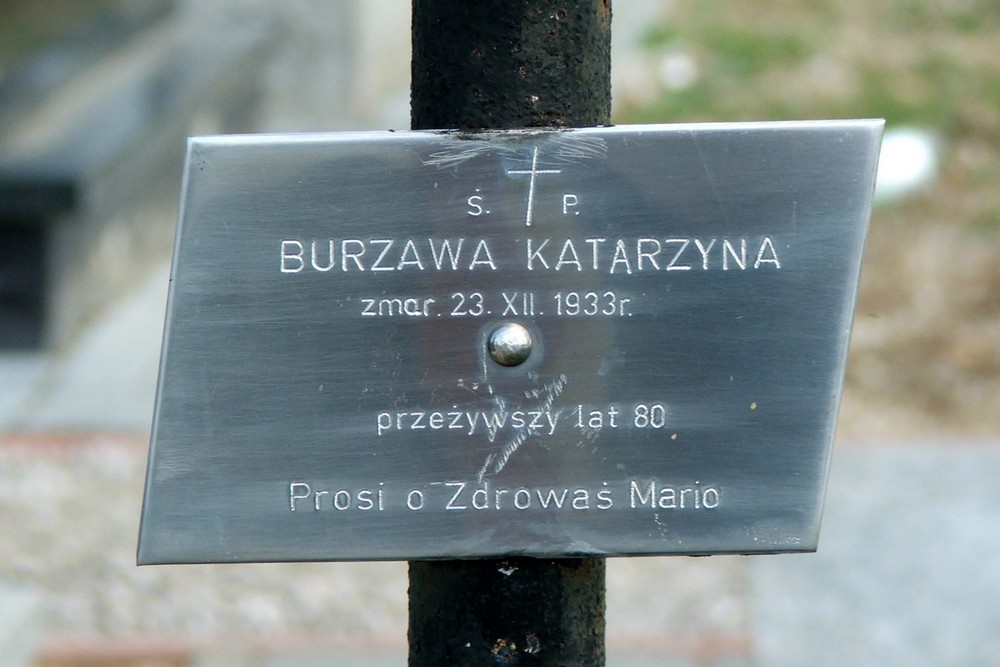 Ś. P.
BURZAWA KATARZYNA
zmar. 23. XII. 1933r.
przeżywszy lat 80
Prosi o Zdrowaś Mario